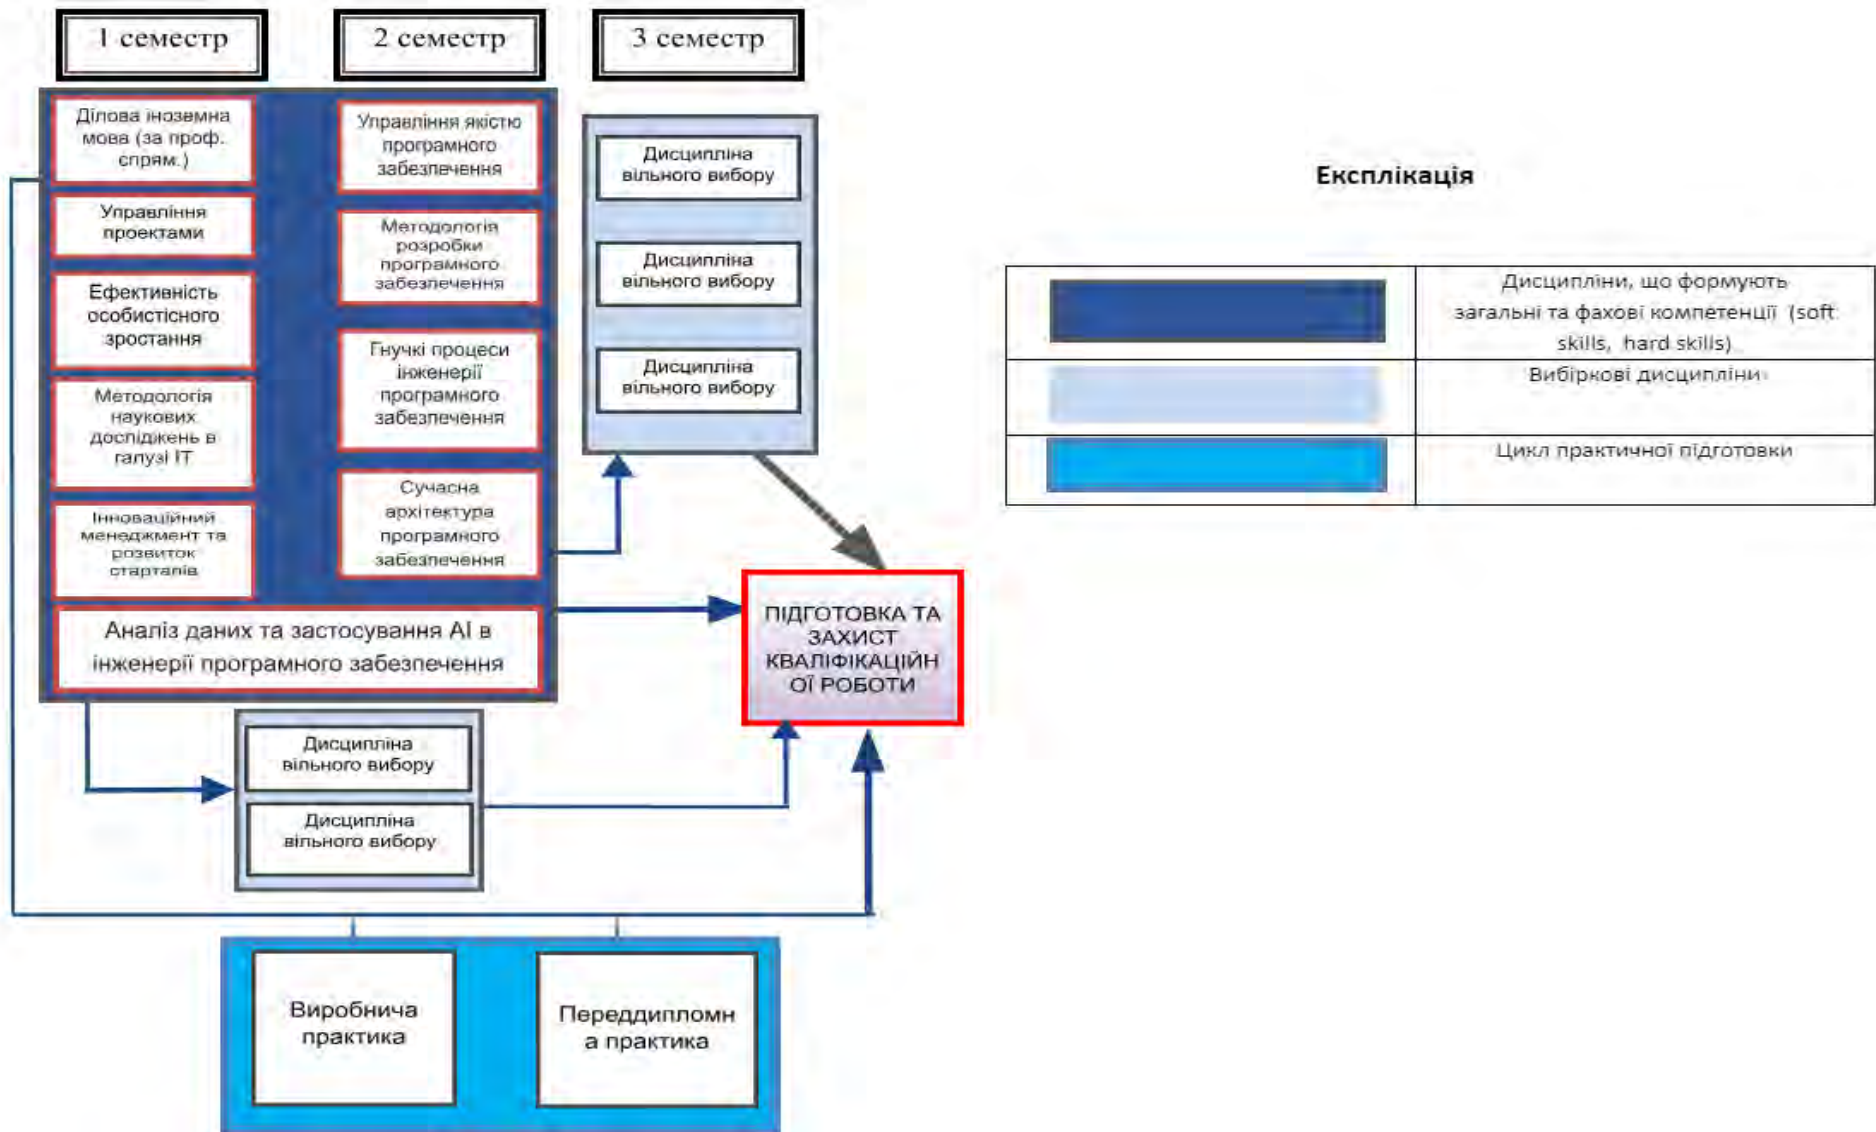 1 семестр
2 семестр
3 семестр
Ділова іноземна
мова (за проф.
спрям.)
Управління
проектами
Ефективність
особистісного
зростання
Методологія
наукових
досліджень в
галузі ІТ
Інноваційний
менеджмент та
розвиток
стартапів
Управління якістю
програмного
забезпечення
Методологія
розробки
програмного
забезпечення
Гнучкі процеси
інженерії
програмного
забезпечення
Сучасна
архітектура
програмного
забезпечення
Аналіз даних та застосування АІ в
інженерії програмного забезпечення
Дисципліна
вільного вибору
Дисципліна
вільного вибору
Дисципліна
вільного вибору
Дисципліна
вільного вибору
Дисципліна
вільного вибору
ПІДГОТОВКА ТА
ЗАХИСТ
КВАЛІФІКАЦІЙН
ОЇ РОБОТИ
Виробнича
практика
Переддипломн
а практика
Експлікація
Дисципліни, що формують
загальні та фахові компетенції (soft
skills, hard skills)
Вибіркові дисципліни
Цикл практичної підготовки